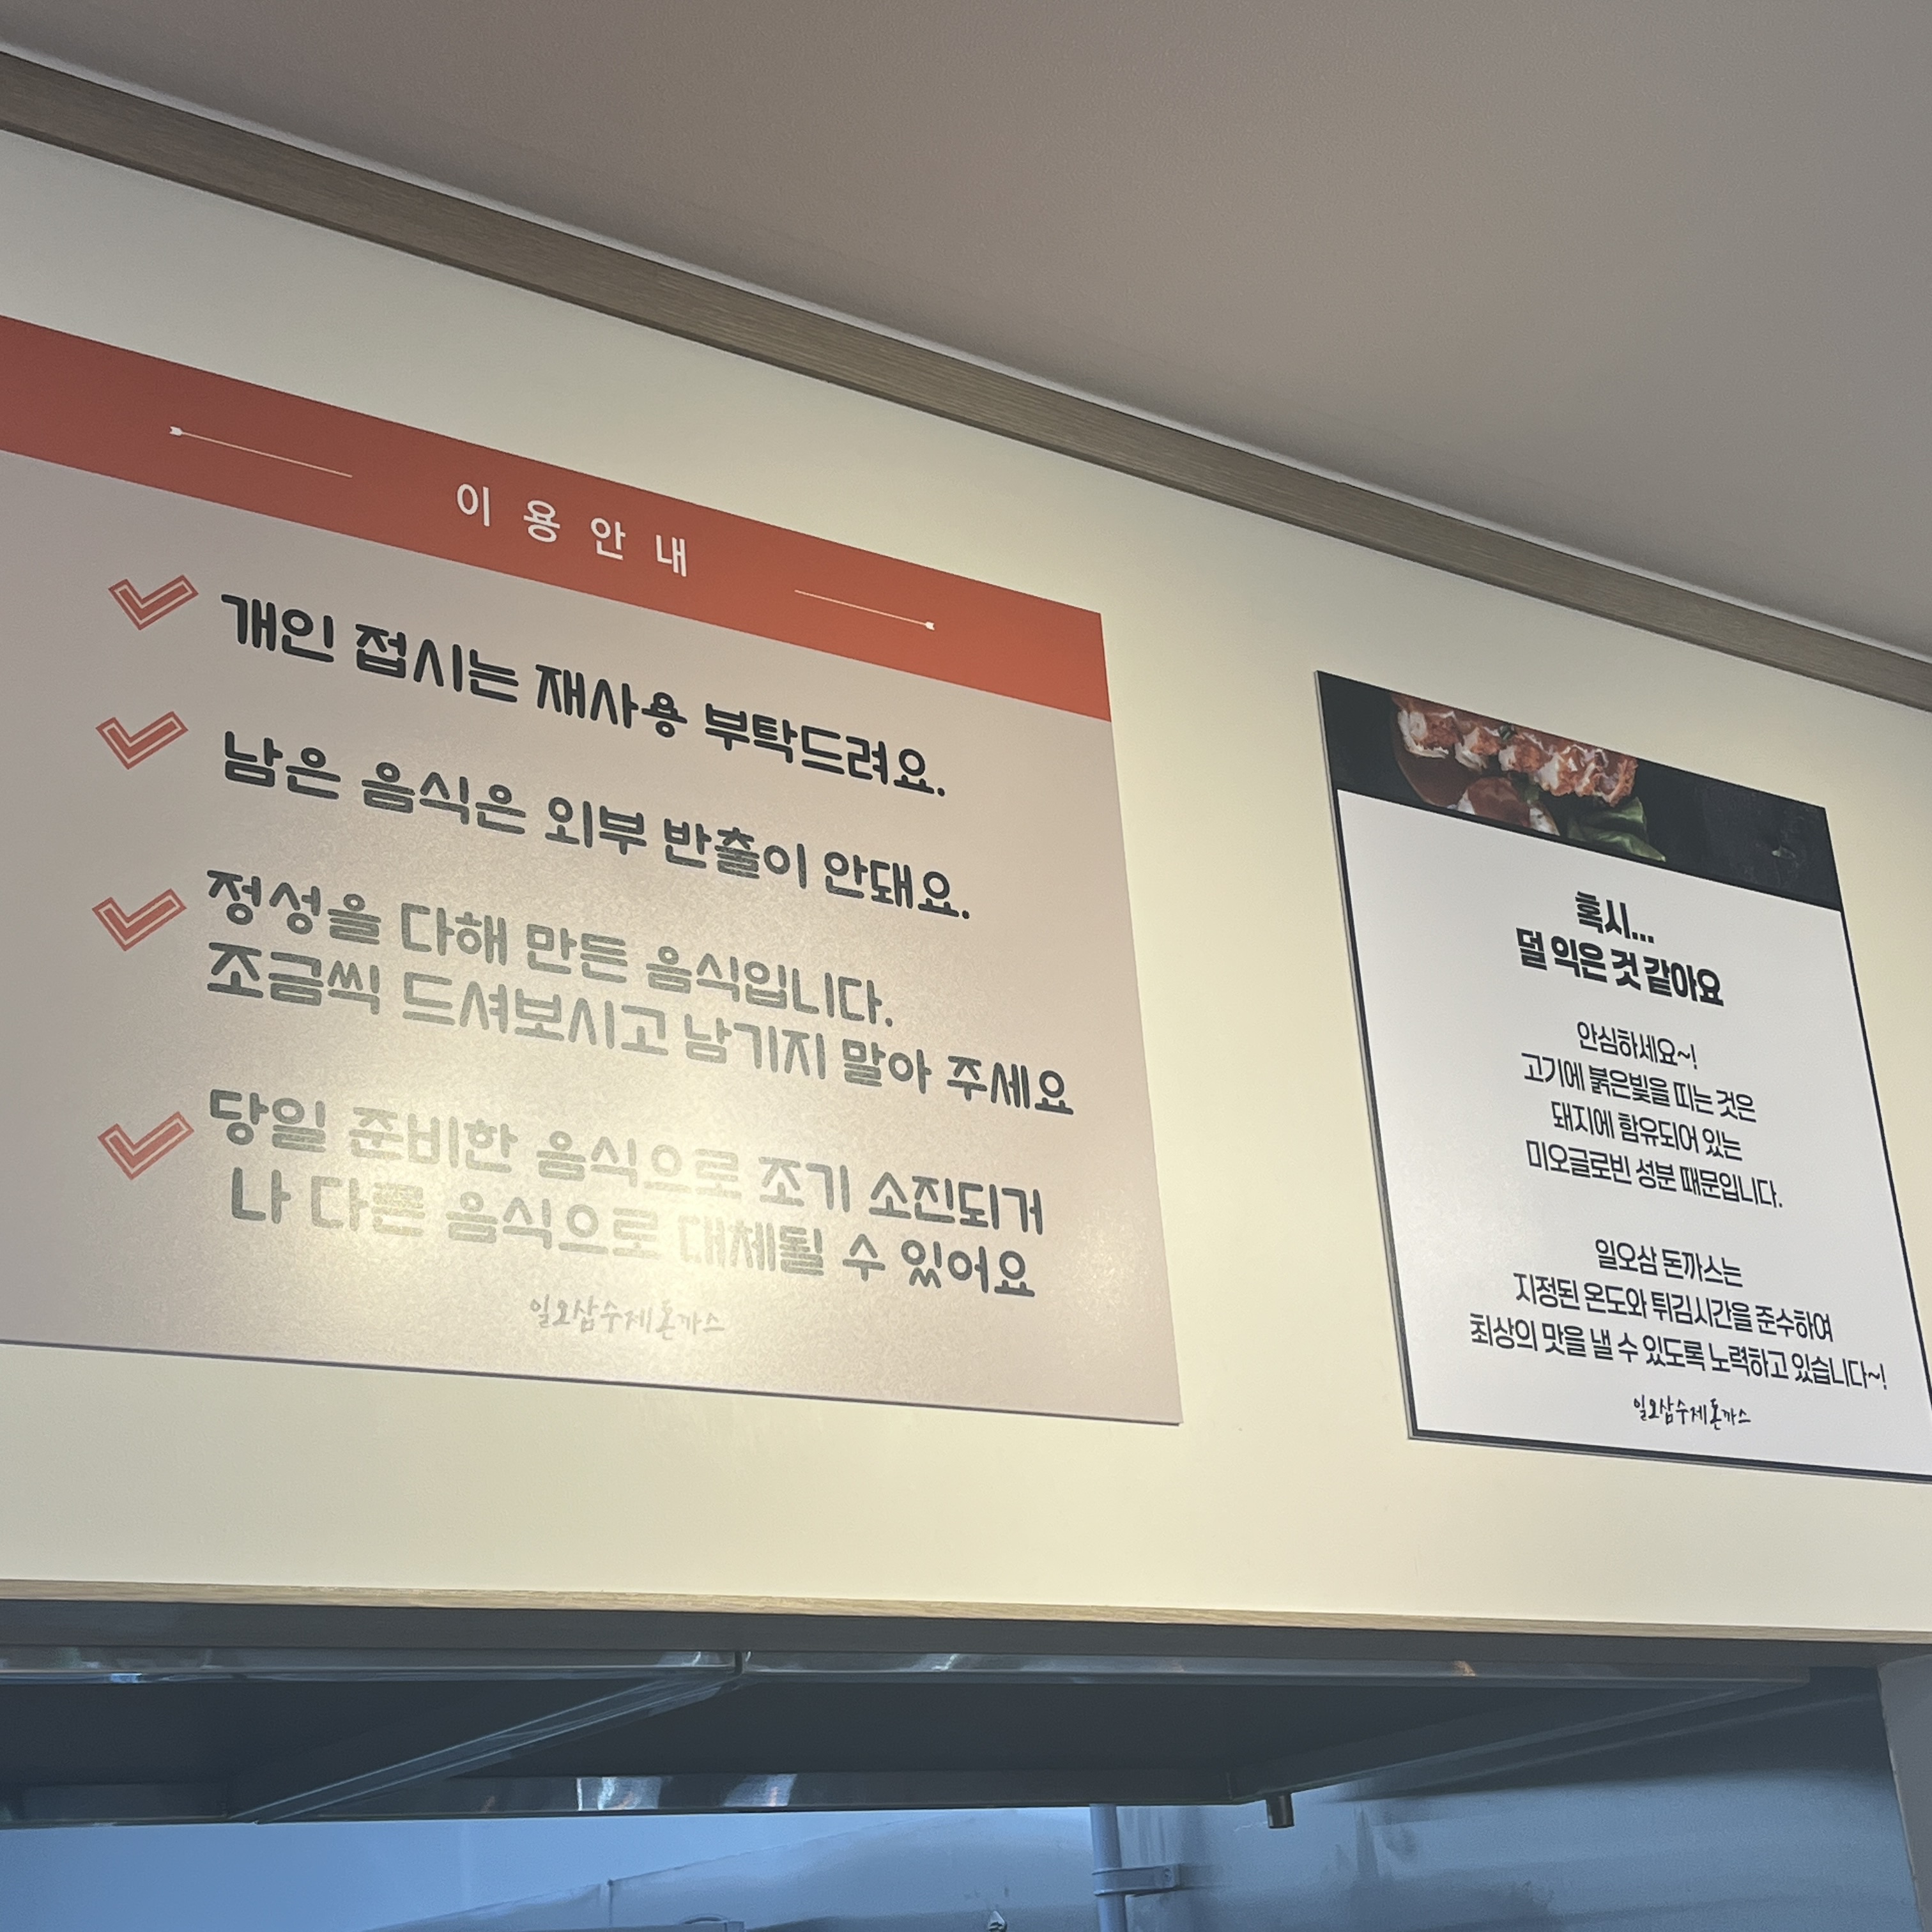 이용안내
개인 접시는 재사용 부탁드려요.
남은 음식은 외부 반출이 안돼요.
정성을 다해 만든 음식입니다.
조금씩 드셔보시고 남기지 말아 주세요
당일 준비한 음식으로 조기 소진되거
나 다른 음식으로 대체될 수 있어요
일오삼수제돈까스
혹시...
덜 익은 것 같아요
안심하세요~!
고기에 붉은빛을 띠는 것은
돼지에 함유되어 있는
미오글로빈 성분 때문입니다.
일오삼 돈까스는
지정된 온도와 튀김시간을 준수하여
최상의 맛을 낼 수 있도록 노력하고 있습니다~!
일오삼수제돈까스